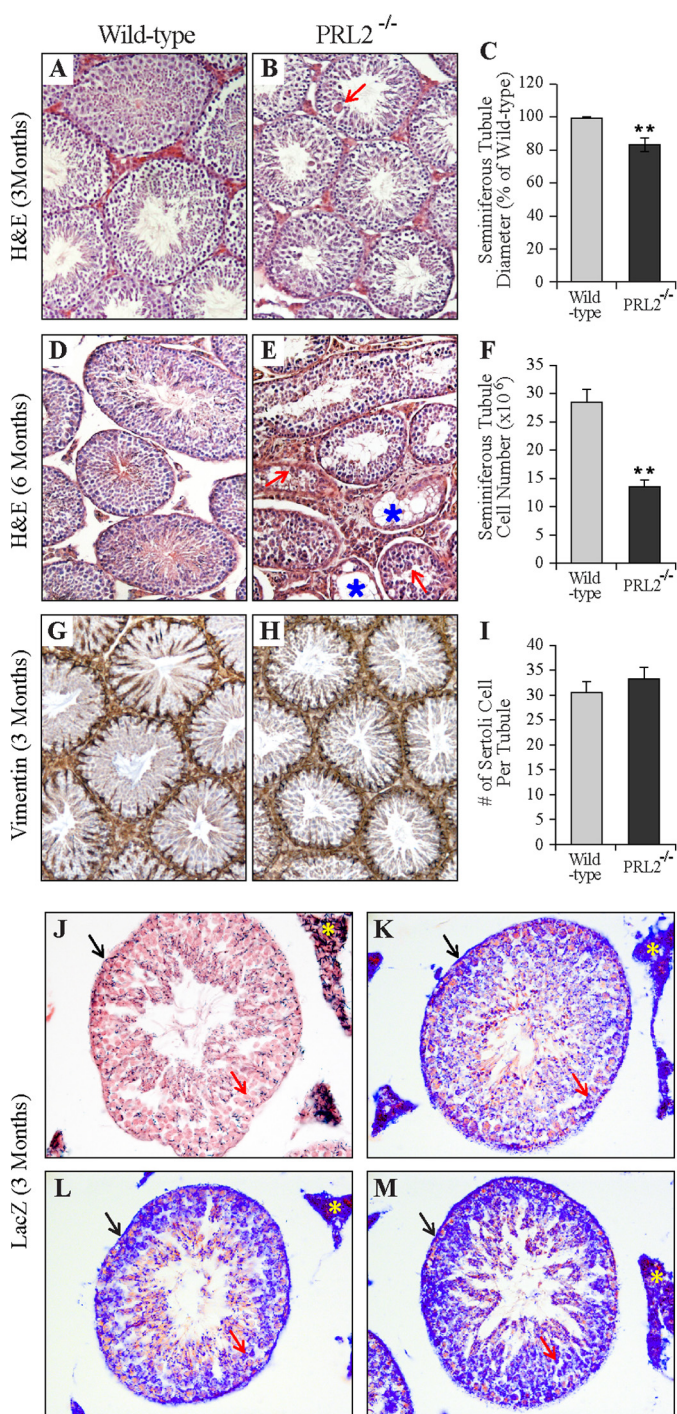 Wild-type PRL2 -/-
A
B
C
H&E (3Months)
Seminiferous Tubule
Diameter (% of Wild-type)
120
100
80
60
40
20
0
**
Wild
-type
PRL2-/-
D
E
F
H&E (6 Months)
*
*
Seminiferous Tubule
Cell Number (x10^6)
35
30
25
20
15
10
5
0
**
Wild
-type
PRL2-/-
G
H
I
Vimentin (3 Months)
# of Sertoli Cell
Per Tubule
40
35
30
25
20
15
10
5
0
Wild
-type
PRL2-/-
LacZ (3 Months)
J
*
K
*
L
*
M
*